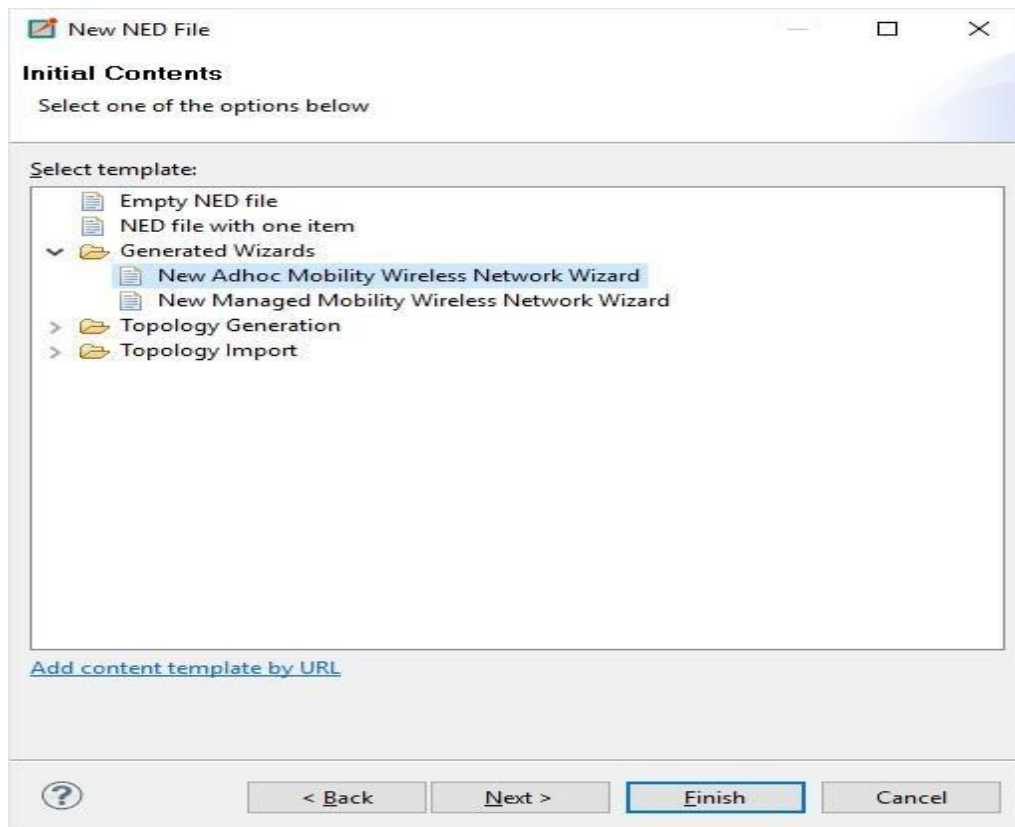 New NED File
Initial Contents
Select one of the options below
Select template:
Empty NED file
NED file with one item
Generated Wizards
New Adhoc Mobility Wireless Network Wizard
New Managed Mobility Wireless Network Wizard
Topology Generation
Topology Import
Add content template by URL
? < Back Next > Finish Cancel